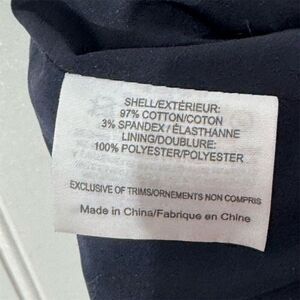 SHELL/EXTÉRIEUR:
97% COTTON/COTON
3% SPANDEX / ÉLASTHANNE
LINING/DOUBLURE:
100% POLYESTER/POLYESTER
EXCLUSIVE OF TRIMS/ORNEMENTS NON COMPRIS
Made in China/Fabrique en Chine